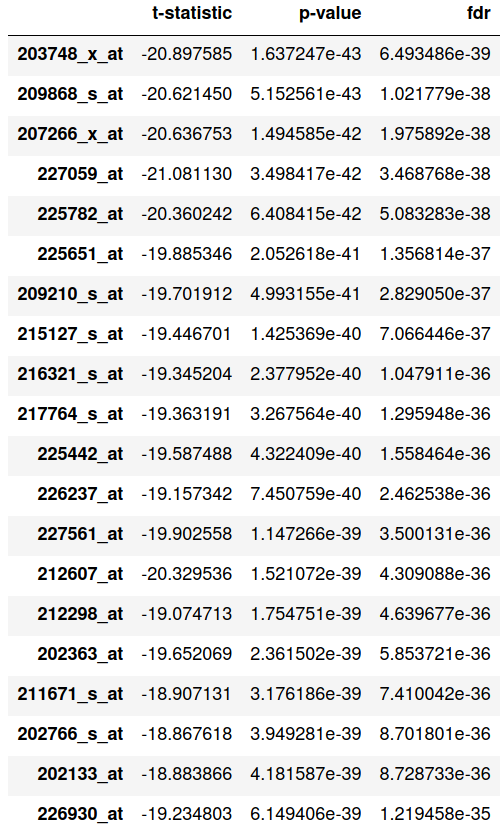 t-statistic p-value fdr
203748_x_at -20.897585 1.637247e-43 6.493486e-39
209868_s_at -20.621450 5.152561e-43 1.021779e-38
207266_x_at -20.636753 1.494585e-42 1.975892e-38
227059_at -21.081130 3.498417e-42 3.468768e-38
225782_at -20.360242 6.408415e-42 5.083283e-38
225651_at -19.885346 2.052618e-41 1.356814e-37
209210_s_at -19.701912 4.993155e-41 2.829050e-37
215127_s_at -19.446701 1.425369e-40 7.066446e-37
216321_s_at -19.345204 2.377952e-40 1.047911e-36
217764_s_at -19.363191 3.267564e-40 1.295948e-36
225442_at -19.587488 4.322409e-40 1.558464e-36
226237_at -19.157342 7.450759e-40 2.462538e-36
227561_at -19.902558 1.147266e-39 3.500131e-36
212607_at -20.329536 1.521072e-39 4.309088e-36
212298_at -19.074713 1.754751e-39 4.639677e-36
202363_at -19.652069 2.361502e-39 5.853721e-36
211671_s_at -18.907131 3.176186e-39 7.410042e-36
202766_s_at -18.867618 3.949281e-39 8.701801e-36
202133_at -18.883866 4.181587e-39 8.728733e-36
226930_at -19.234803 6.149406e-39 1.219458e-35